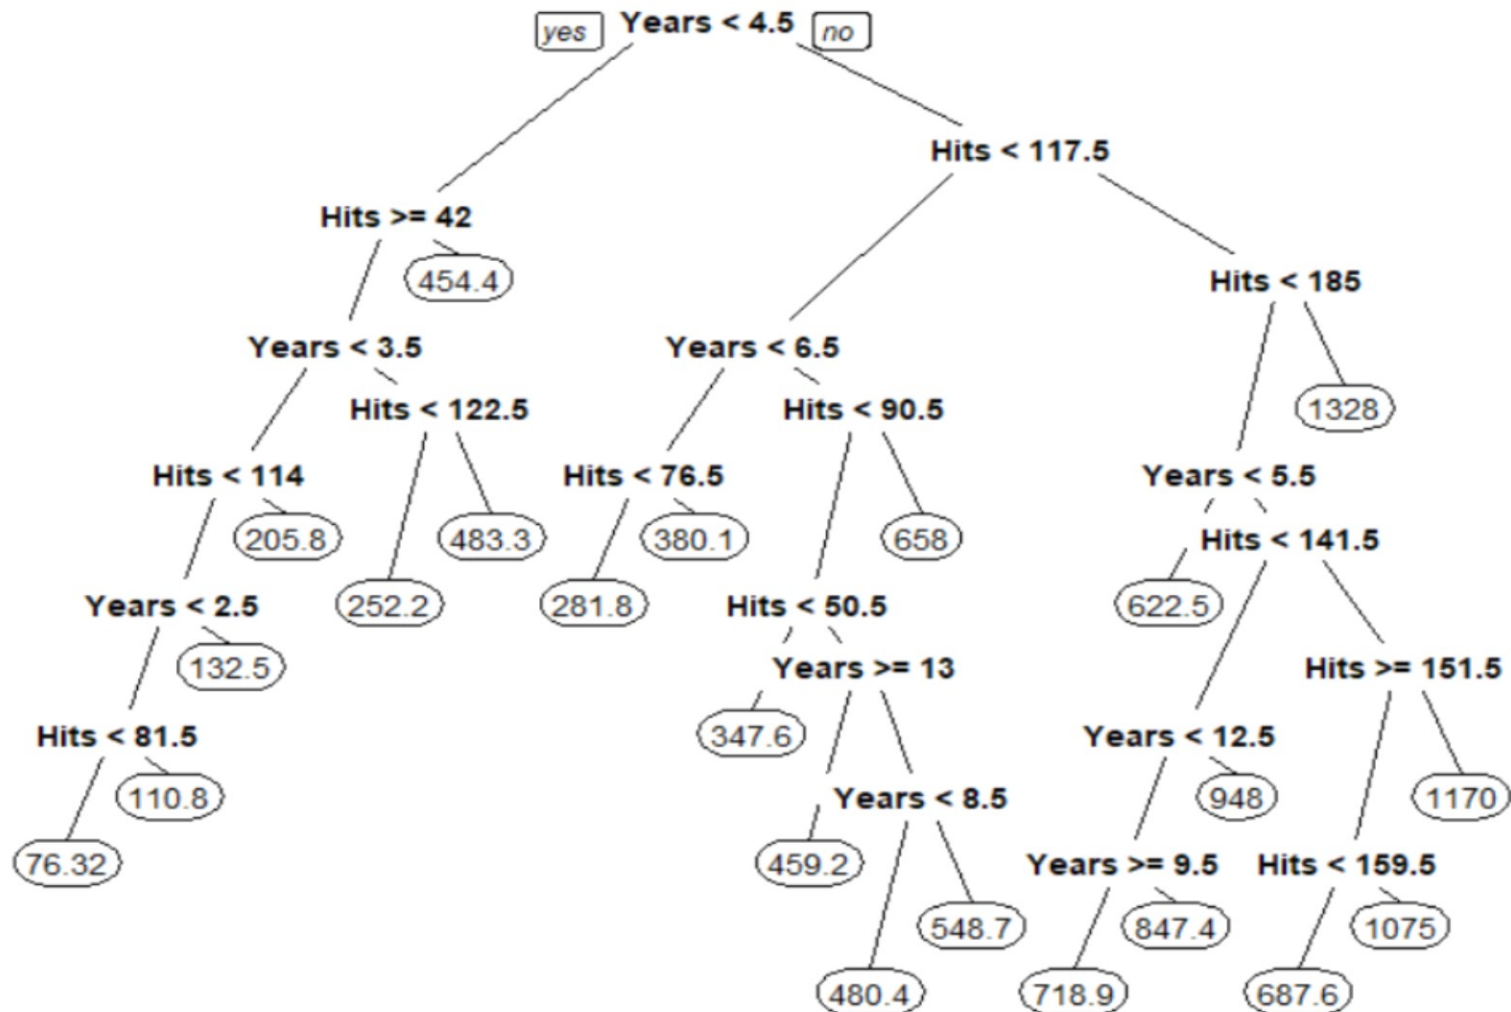 yes Years < 4.5 no
Hits < 117.5
Hits >= 42
454.4
Hits < 185
Years < 3.5
Years < 6.5
Hits < 122.5
Hits < 90.5
1328
Hits < 114
Hits < 76.5
Years < 5.5
205.8
483.3
380.1
658
Hits < 141.5
Years < 2.5
252.2
281.8
Hits < 50.5
622.5
132.5
Years >= 13
Hits >= 151.5
Hits < 81.5
347.6
Years < 12.5
110.8
Years < 8.5
948
1170
76.32
459.2
Years >= 9.5
Hits < 159.5
548.7
847.4
1075
480.4
718.9
687.6